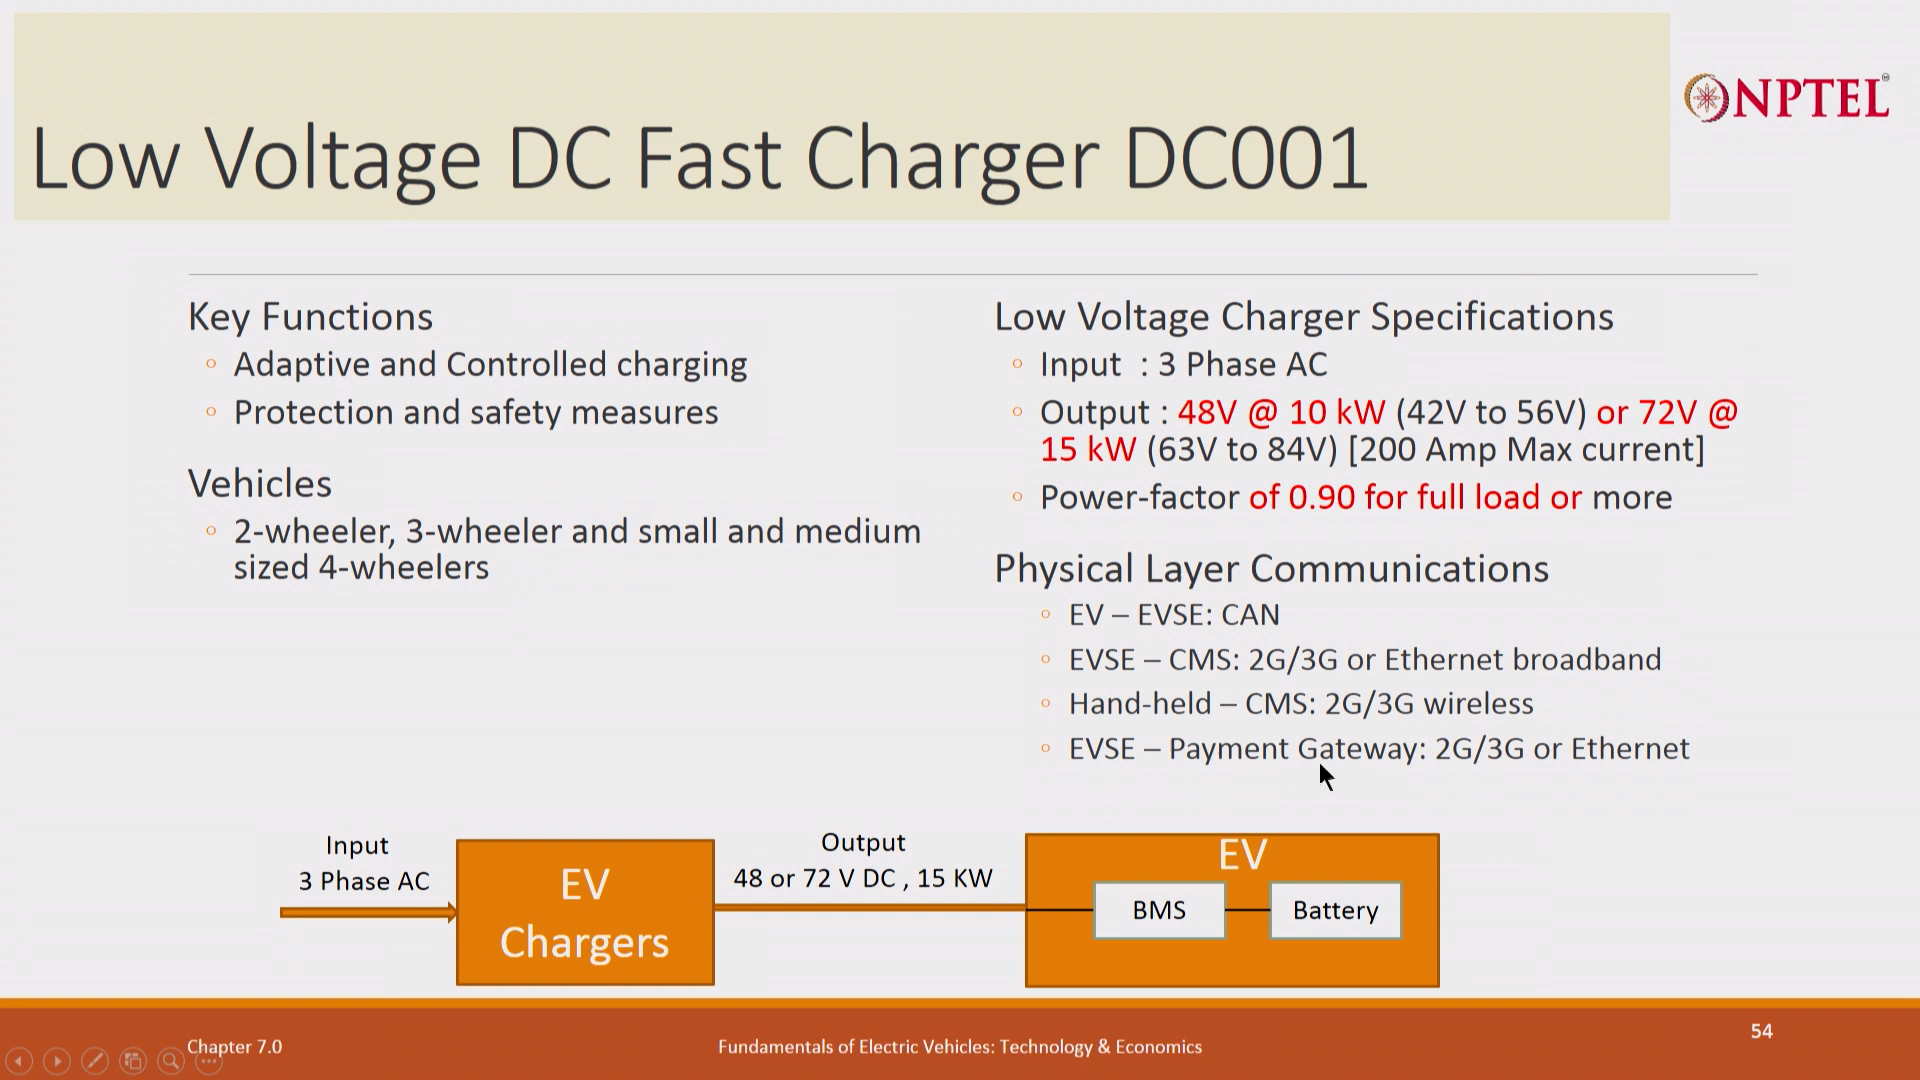 Low Voltage DC Fast Charger DC001
NPTEL
Key Functions
◦ Adaptive and Controlled charging
◦ Protection and safety measures
Vehicles
◦ 2-wheeler, 3-wheeler and small and medium
sized 4-wheelers
Low Voltage Charger Specifications
◦ Input : 3 Phase AC
◦ Output : 48V @ 10 kW (42V to 56V) or 72V @
15 kW (63V to 84V) [200 Amp Max current]
◦ Power-factor of 0.90 for full load or more
Physical Layer Communications
◦ EV – EVSE: CAN
◦ EVSE – CMS: 2G/3G or Ethernet broadband
◦ Hand-held – CMS: 2G/3G wireless
◦ EVSE – Payment Gateway: 2G/3G or Ethernet
Input
3 Phase AC
EV
Chargers
Output
48 or 72 V DC , 15 KW
EV
BMS
Battery
Chapter 7.0
Fundamentals of Electric Vehicles: Technology & Economics
54